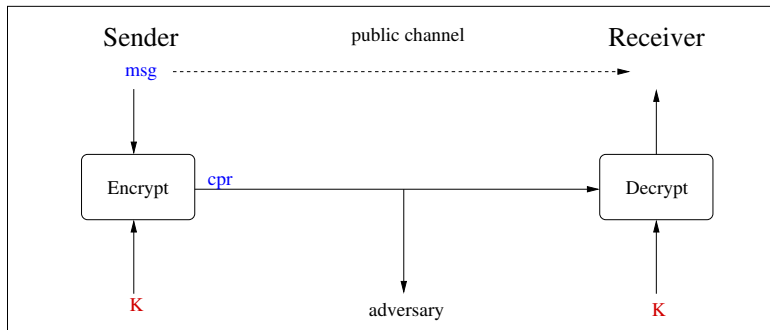 Sender
public channel
Receiver
msg
Encrypt
cpr
Decrypt
K
adversary
K